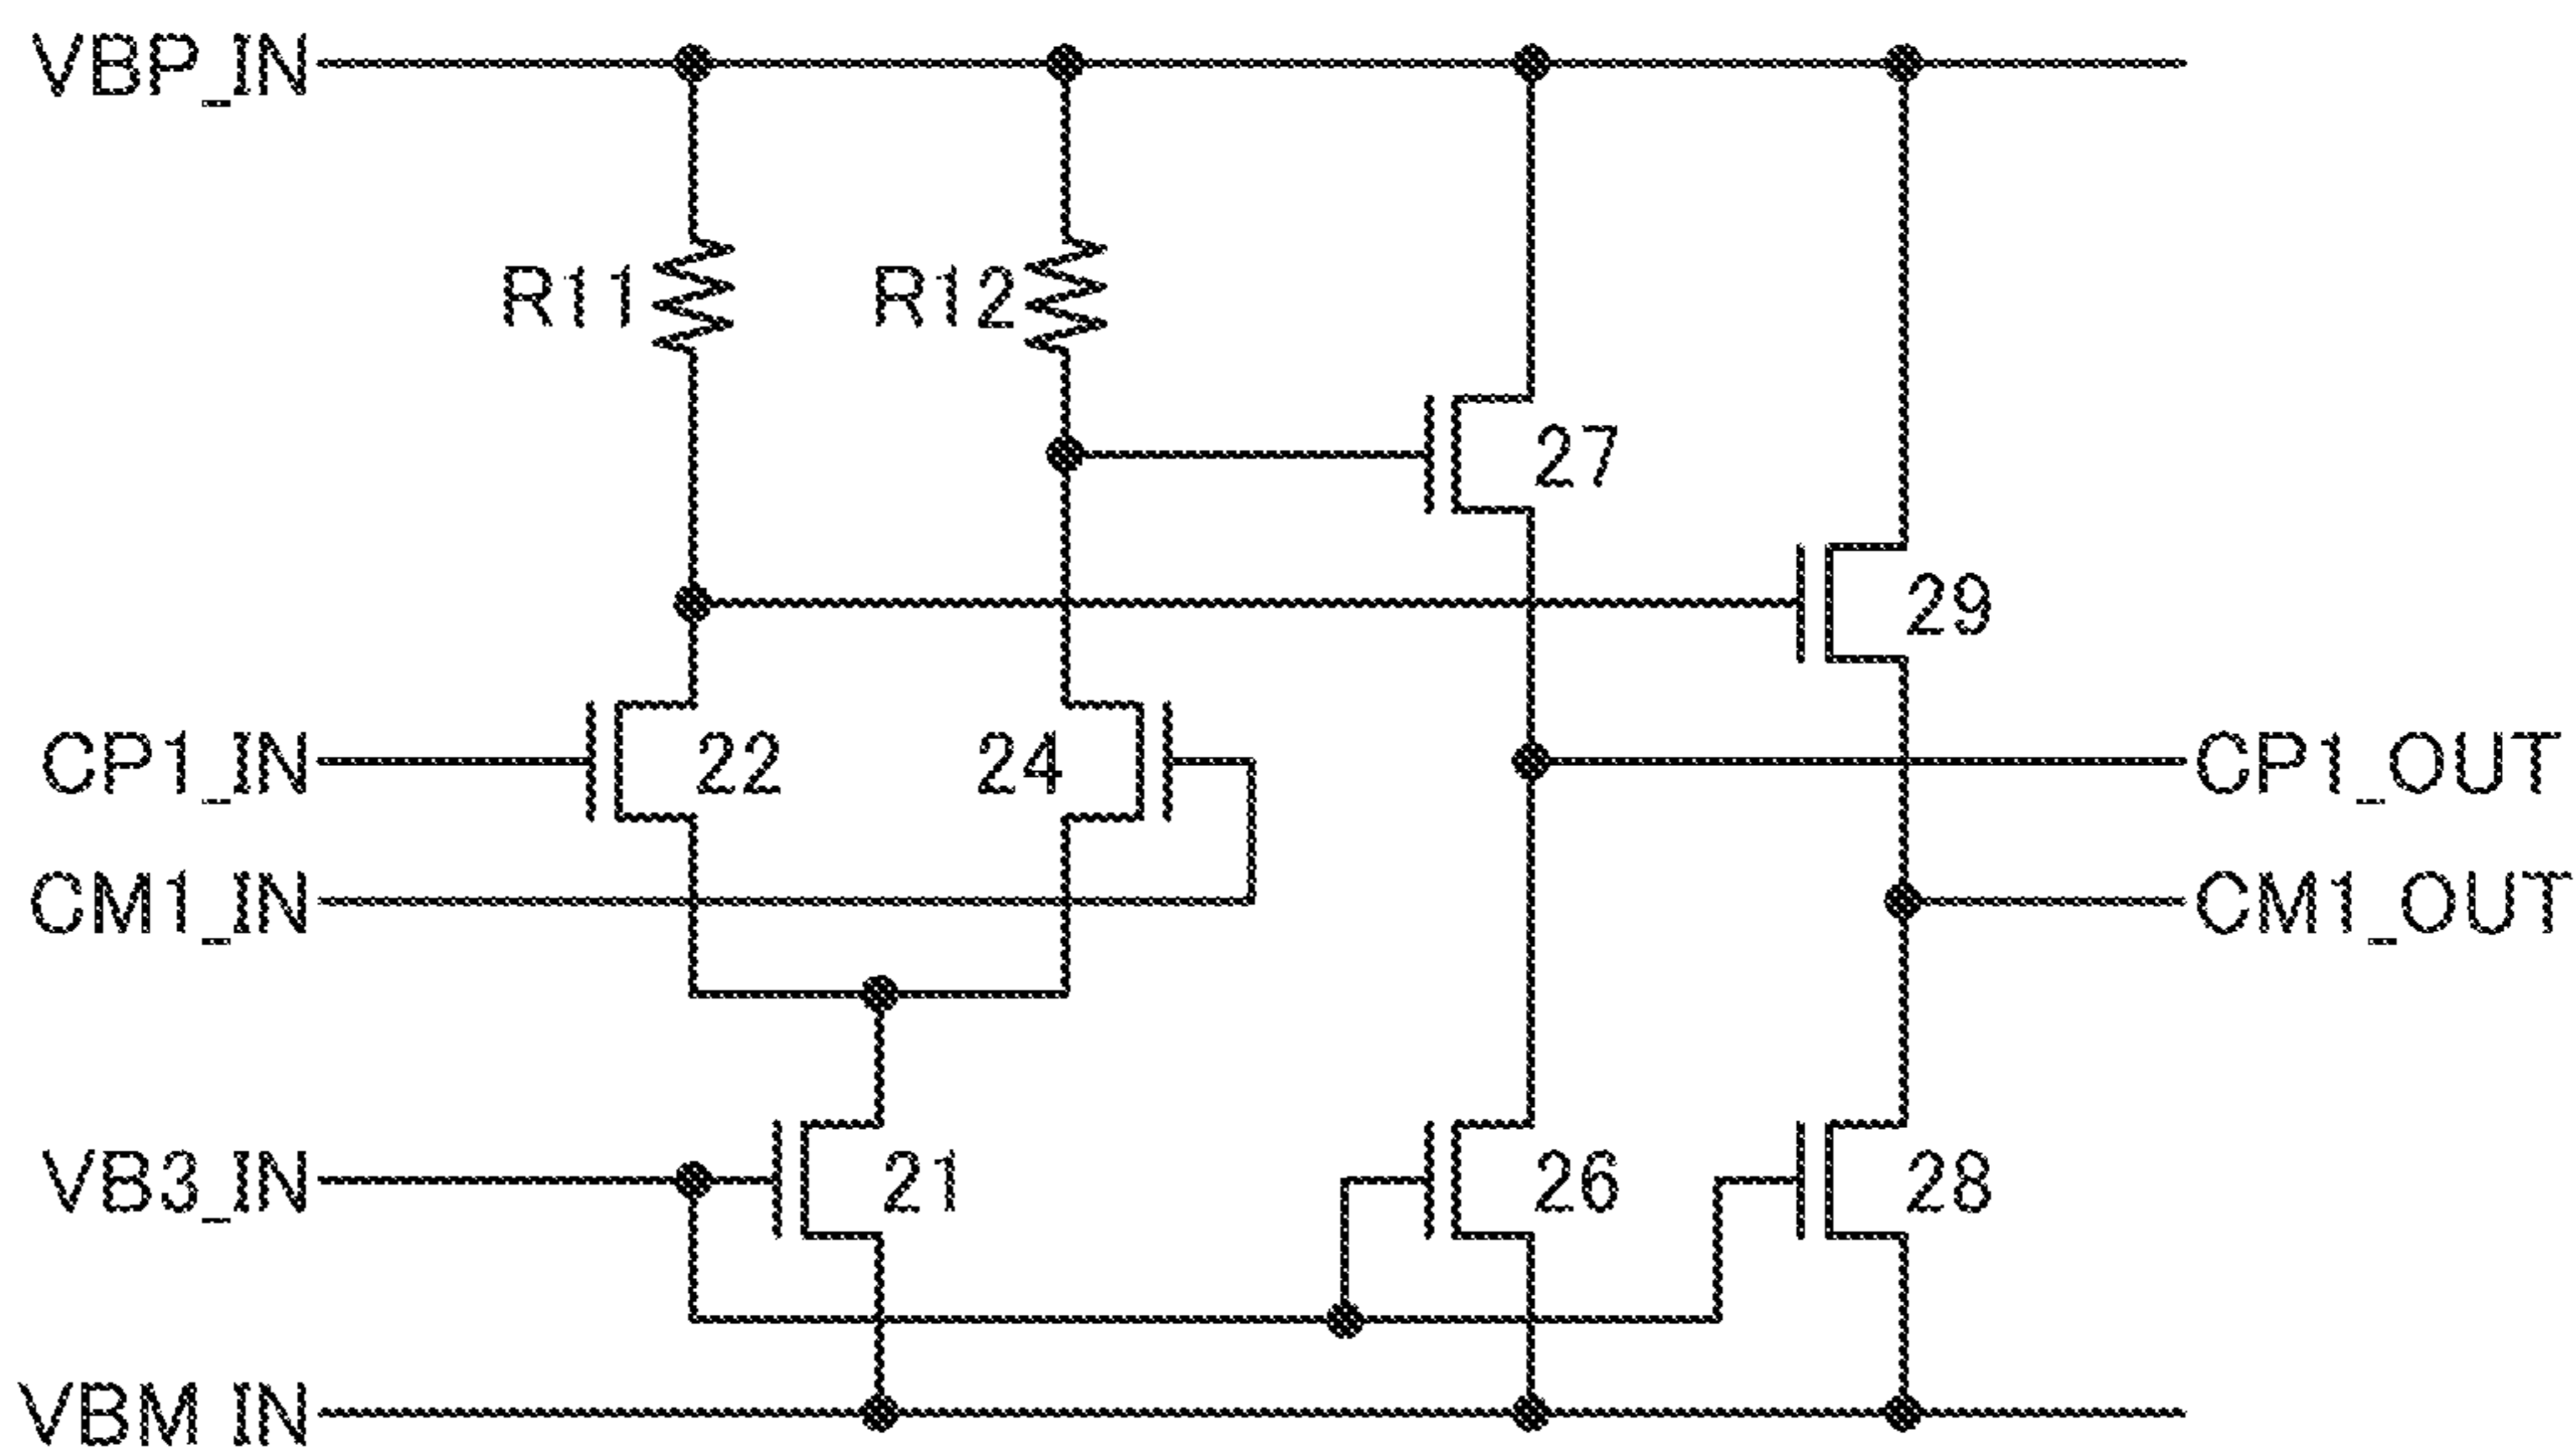 VBP_IN
R11
R12
27
29
CP1_IN
22
24
CP1_OUT
CM1_IN
CM1_OUT
VB3_IN
21
26
28
VBM IN